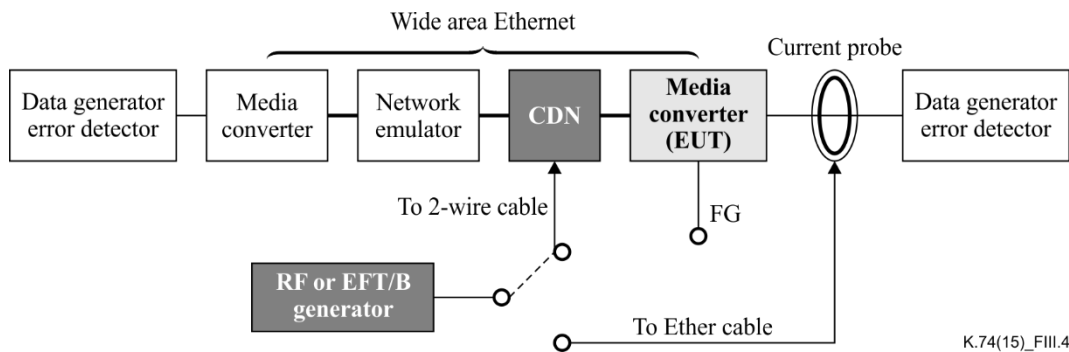 Wide area Ethernet
Current probe
Data generator
error detector
Media
converter
Network
emulator
CDN
Media
converter
(EUT)
Data generator
error detector
To 2-wire cable
FG
RF or EFT/B
generator
To Ether cable
K.74(15)_FIII.4